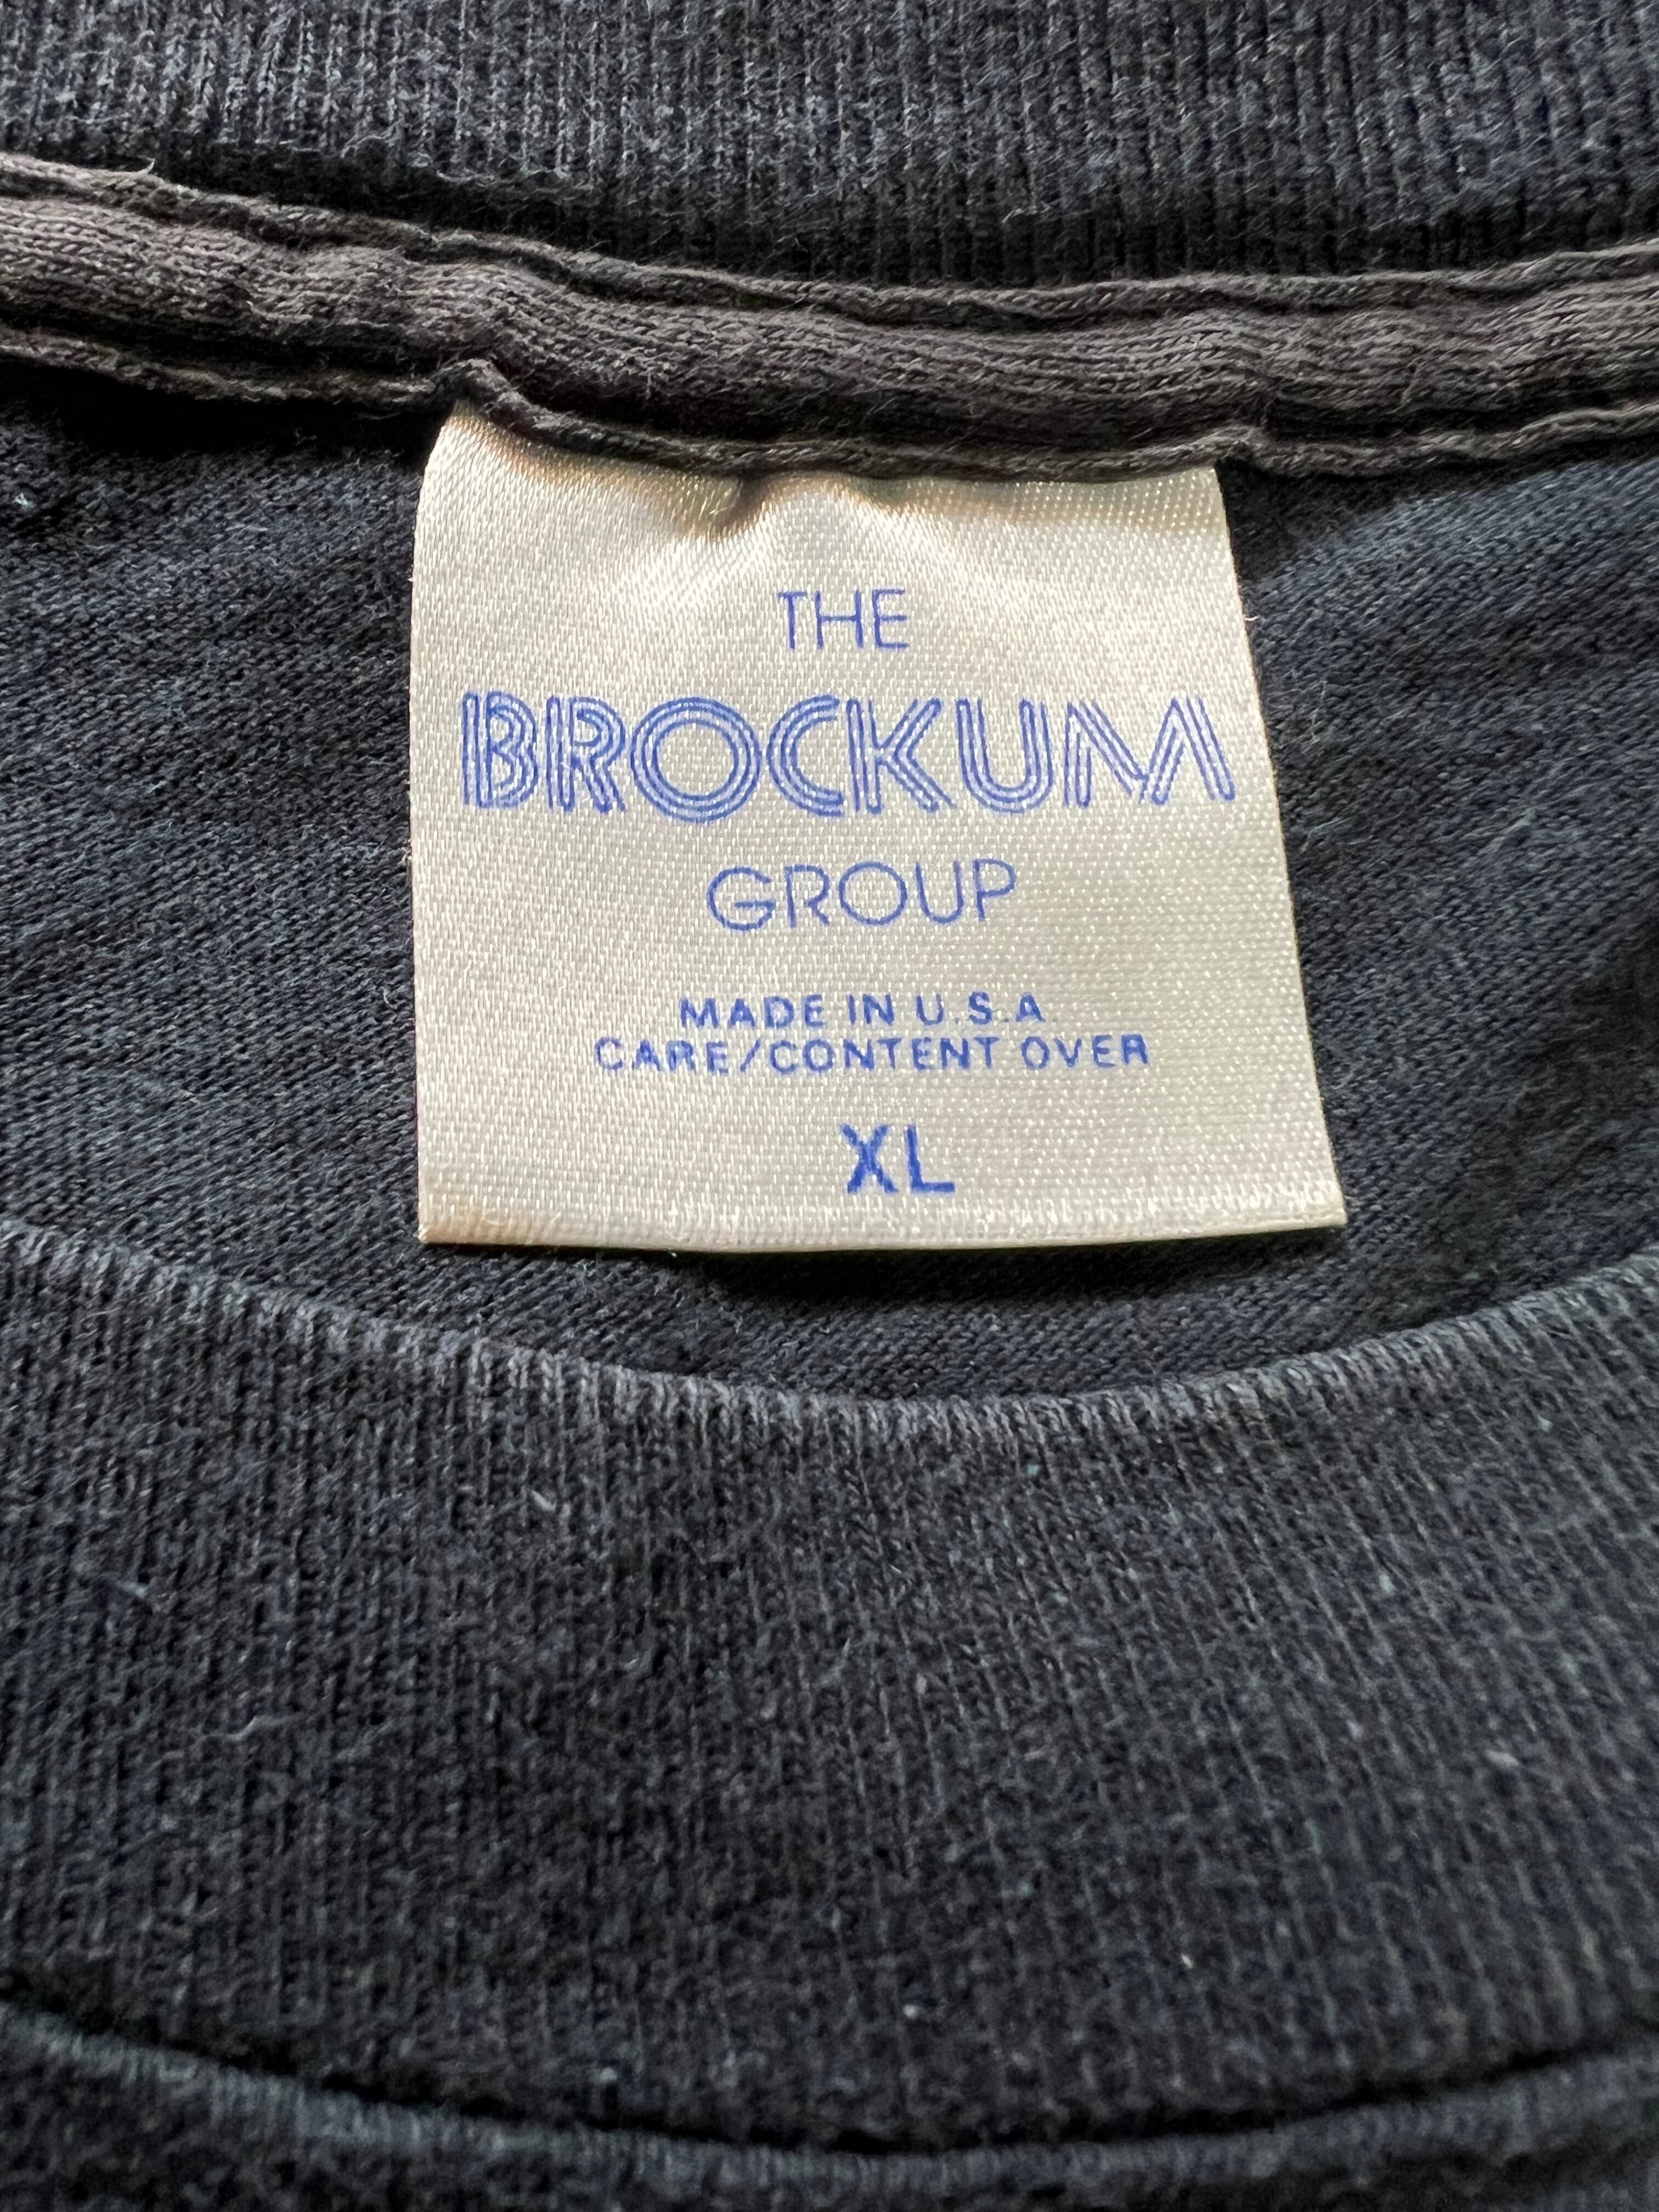 THE
BROCKUM
GROUP
MADE IN U.S.A
CARE/CONTENT OVER
XL